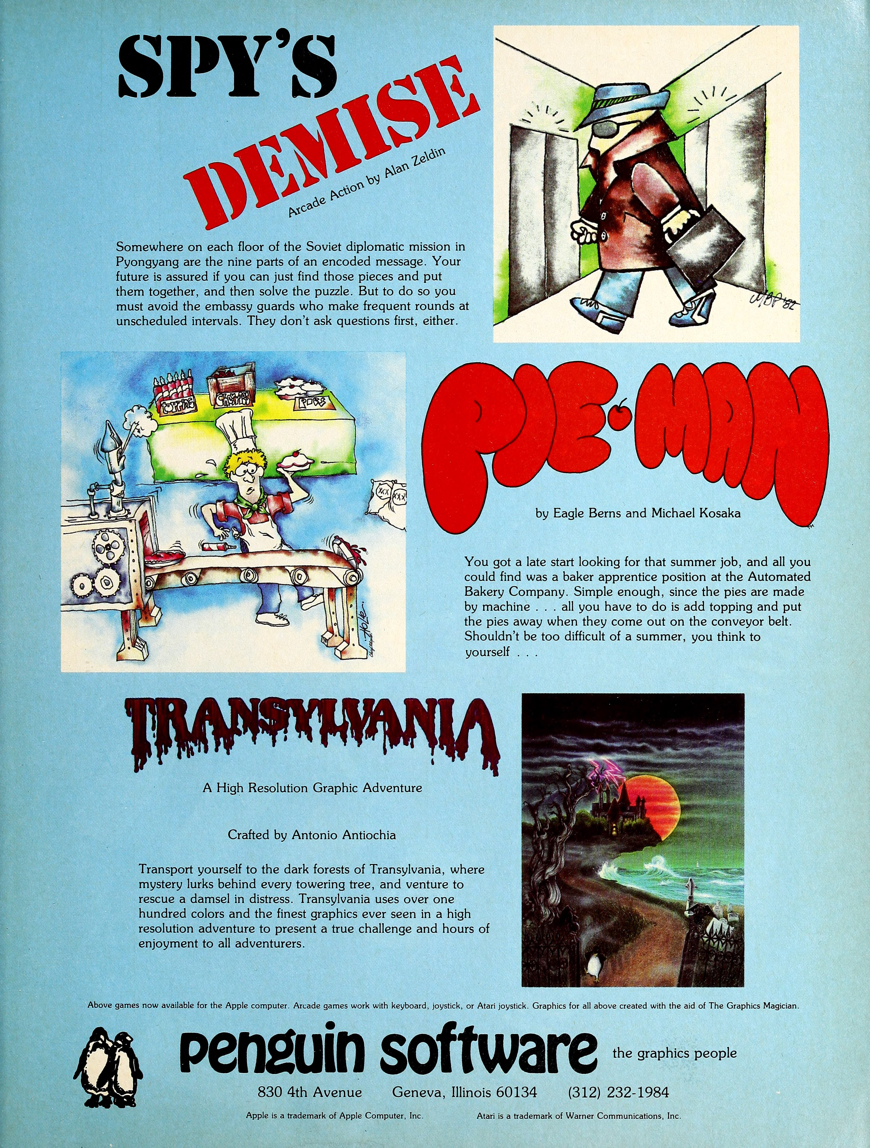 SPY'S
DEMISE
Arcade Action by Alan Zeldin
Somewhere on each floor of the Soviet diplomatic mission in
Pyongyang are the nine parts of an encoded message. Your
future is assured if you can just find those pieces and put
them together, and then solve the puzzle. But to do so you
must avoid the embassy guards who make frequent rounds at
unscheduled intervals. They don't ask questions first, either.
PIE·MAN
by Eagle Berns and Michael Kosaka
You got a late start looking for that summer job, and all you
could find was a baker apprentice position at the Automated
Bakery Company. Simple enough, since the pies are made
by machine . . . all you have to do is add topping and put
the pies away when they come out on the conveyor belt.
Shouldn't be too difficult of a summer, you think to
yourself . . .
TRANSYLVANIA
A High Resolution Graphic Adventure
Crafted by Antonio Antiochia
Transport yourself to the dark forests of Transylvania, where
mystery lurks behind every towering tree, and venture to
rescue a damsel in distress. Transylvania uses over one
hundred colors and the finest graphics ever seen in a high
resolution adventure to present a true challenge and hours of
enjoyment to all adventurers.
Above games now available for the Apple computer. Arcade games work with keyboard, joystick, or Atari joystick. Graphics for all above created with the aid of The Graphics Magician.
penguin software the graphics people
830 4th Avenue Geneva, Illinois 60134 (312) 232-1984
Apple is a trademark of Apple Computer, Inc. Atari is a trademark of Warner Communications, Inc.